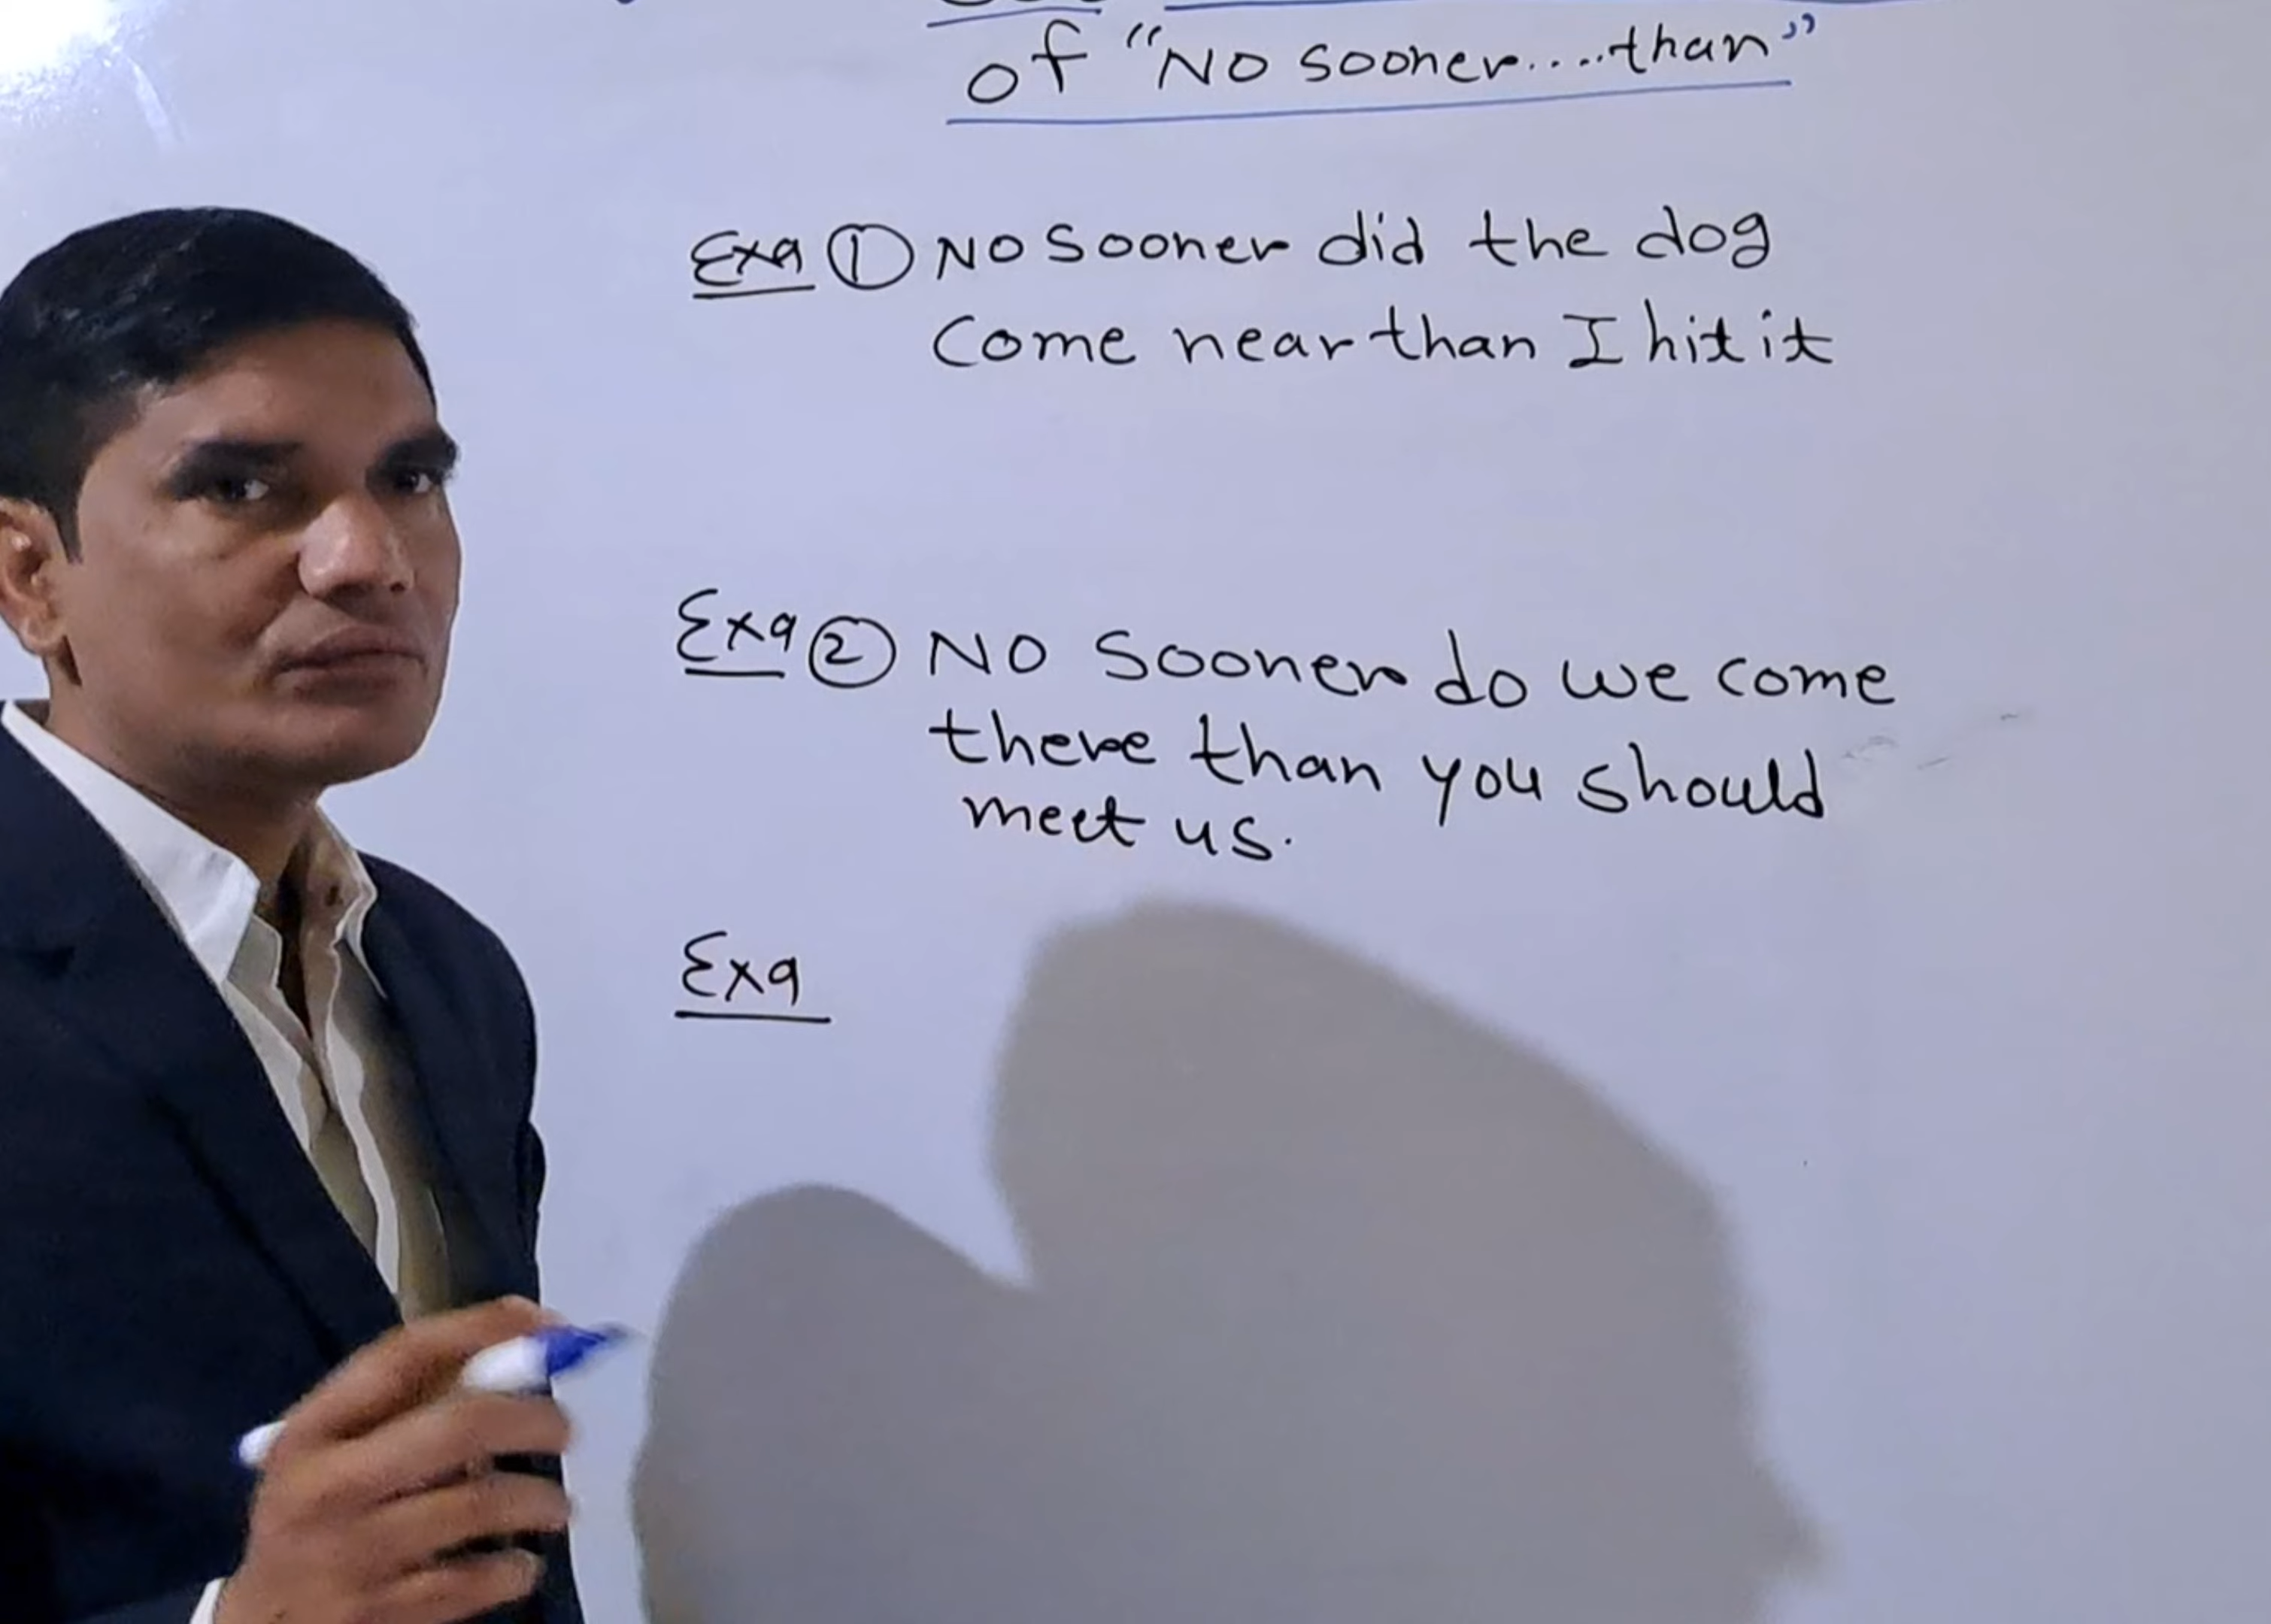 of "No sooner....than"
Exa ① No sooner did the dog
Come near than I hit it
Exa ② No Sooner do we come
there than you should
meet us.
Exa